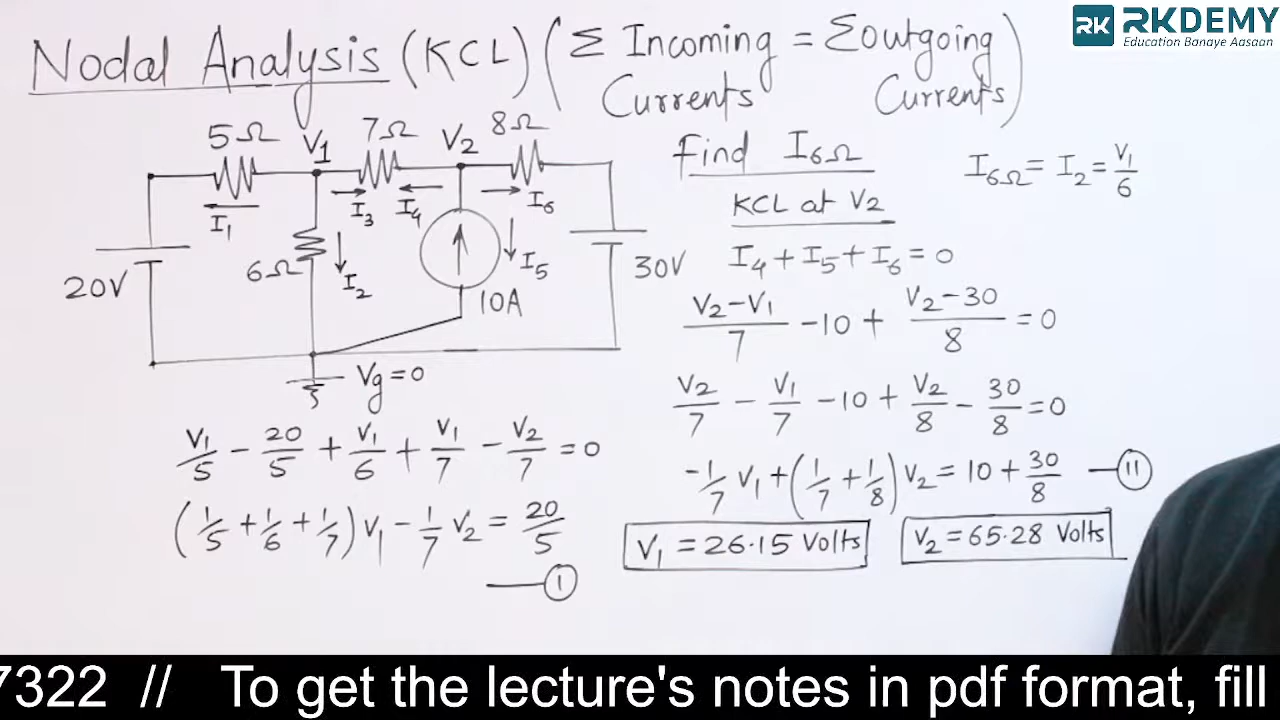 RK RKDEMY
Education Banaye Aasaan
Nodal Analysis (KCL) (Σ Incoming Currents = Σ Outgoing Currents)
5Ω V1 7Ω V2 8Ω
I1 I3 I4 I6
20V 6Ω I2 10A I5 30V
Vg=0
V1/5 - 20/5 + V1/6 + V1/7 - V2/7 = 0
(1/5 + 1/6 + 1/7) V1 - 1/7 V2 = 20/5
—(I)
Find I6Ω
I6Ω = I2 = V1/6
KCL at V2
I4 + I5 + I6 = 0
(V2-V1)/7 - 10 + (V2-30)/8 = 0
V2/7 - V1/7 - 10 + V2/8 - 30/8 = 0
-1/7 V1 + (1/7 + 1/8) V2 = 10 + 30/8 —(II)
V1 = 26.15 Volts
V2 = 65.28 Volts
7322 // To get the lecture's notes in pdf format, fill